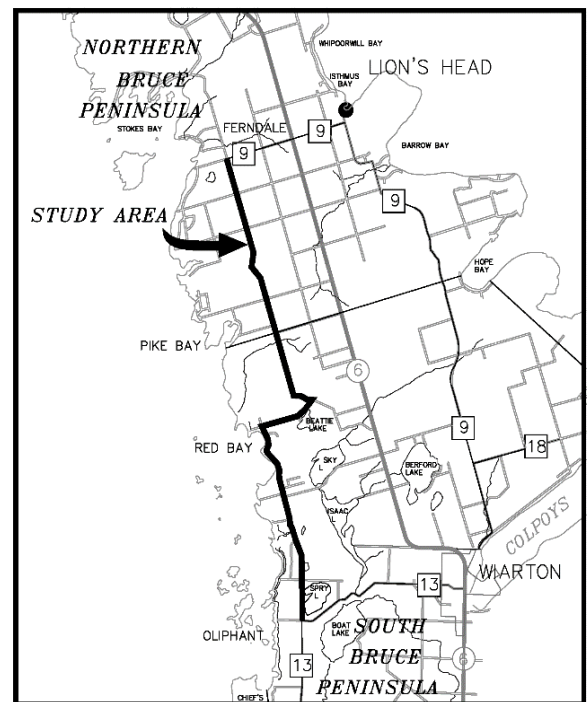 NORTHERN
BRUCE
PENINSULA
WHIPOORWILL BAY
ISTHMUS
BAY
LION'S HEAD
STOKES BAY
FERNDALE
9
9
BARROW BAY
STUDY AREA
9
HOPE
BAY
PIKE BAY
6
BEATTIE
LAKE
RED BAY
9
18
SKY
L
BERFORD
LAKE
ISAAC
L
COLPOYS
WIARTON
13
SPRY
L
OLIPHANT
BOAT
LAKE
SOUTH
BRUCE
PENINSULA
13
6
CHIEF'S